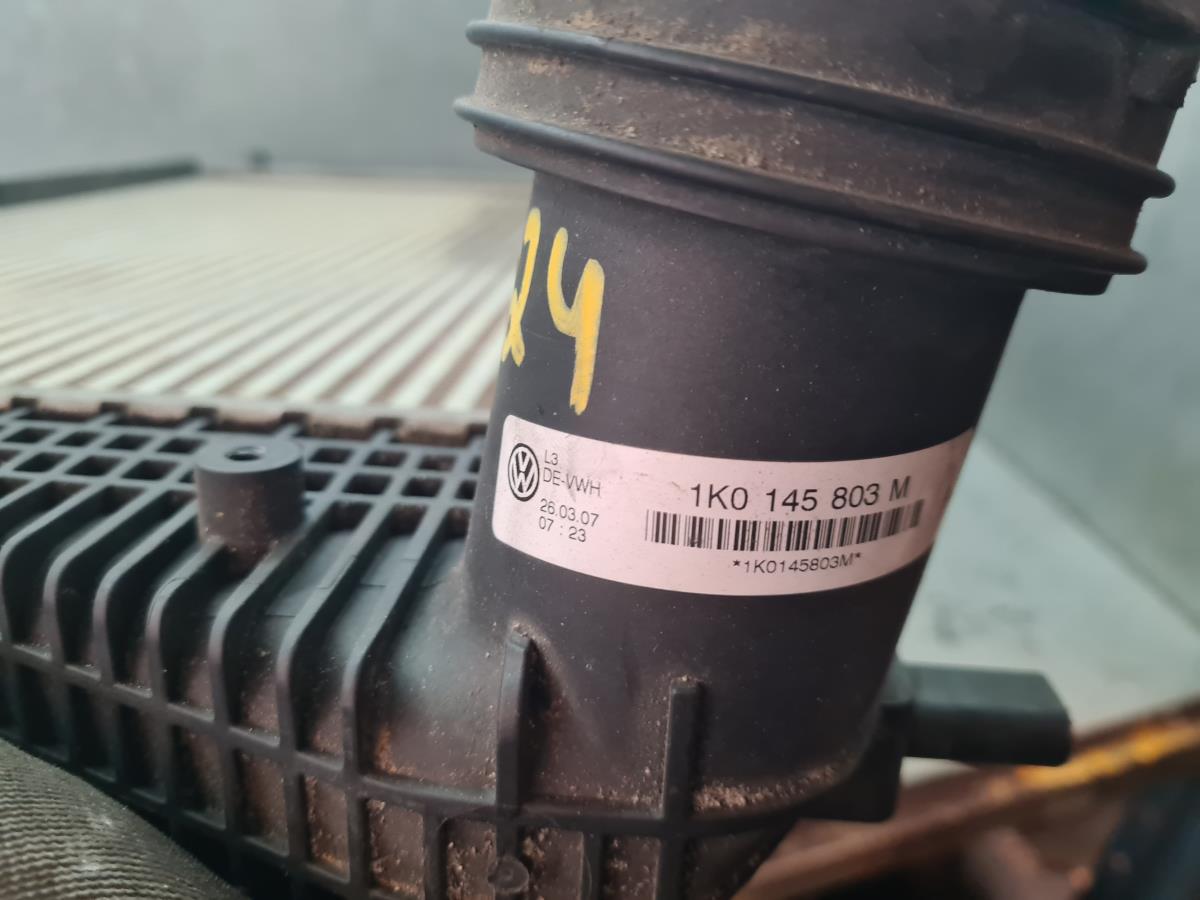 24
L3
DE-VWH
26.03.07
07 : 23
1K0 145 803 M
*1K0145803M*